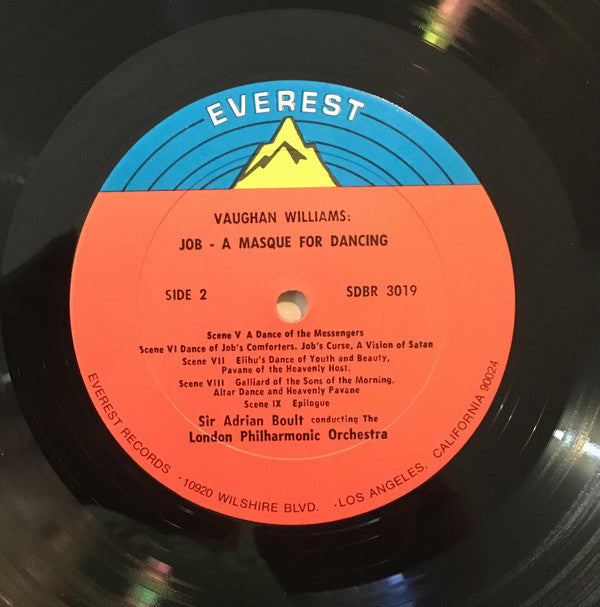 EVEREST
VAUGHAN WILLIAMS:
JOB - A MASQUE FOR DANCING
SIDE 2 SDBR 3019
Scene V A Dance of the Messengers
Scene VI Dance of Job's Comforters. Job's Curse, A Vision of Satan
Scene VII Elihu's Dance of Youth and Beauty,
Pavane of the Heavenly Host.
Scene VIII Galliard of the Sons of the Morning,
Altar Dance and Heavenly Pavane
Scene IX Epilogue
Sir Adrian Boult conducting The
London Philharmonic Orchestra
EVEREST RECORDS · 10920 WILSHIRE BLVD. · LOS ANGELES, CALIFORNIA 90024